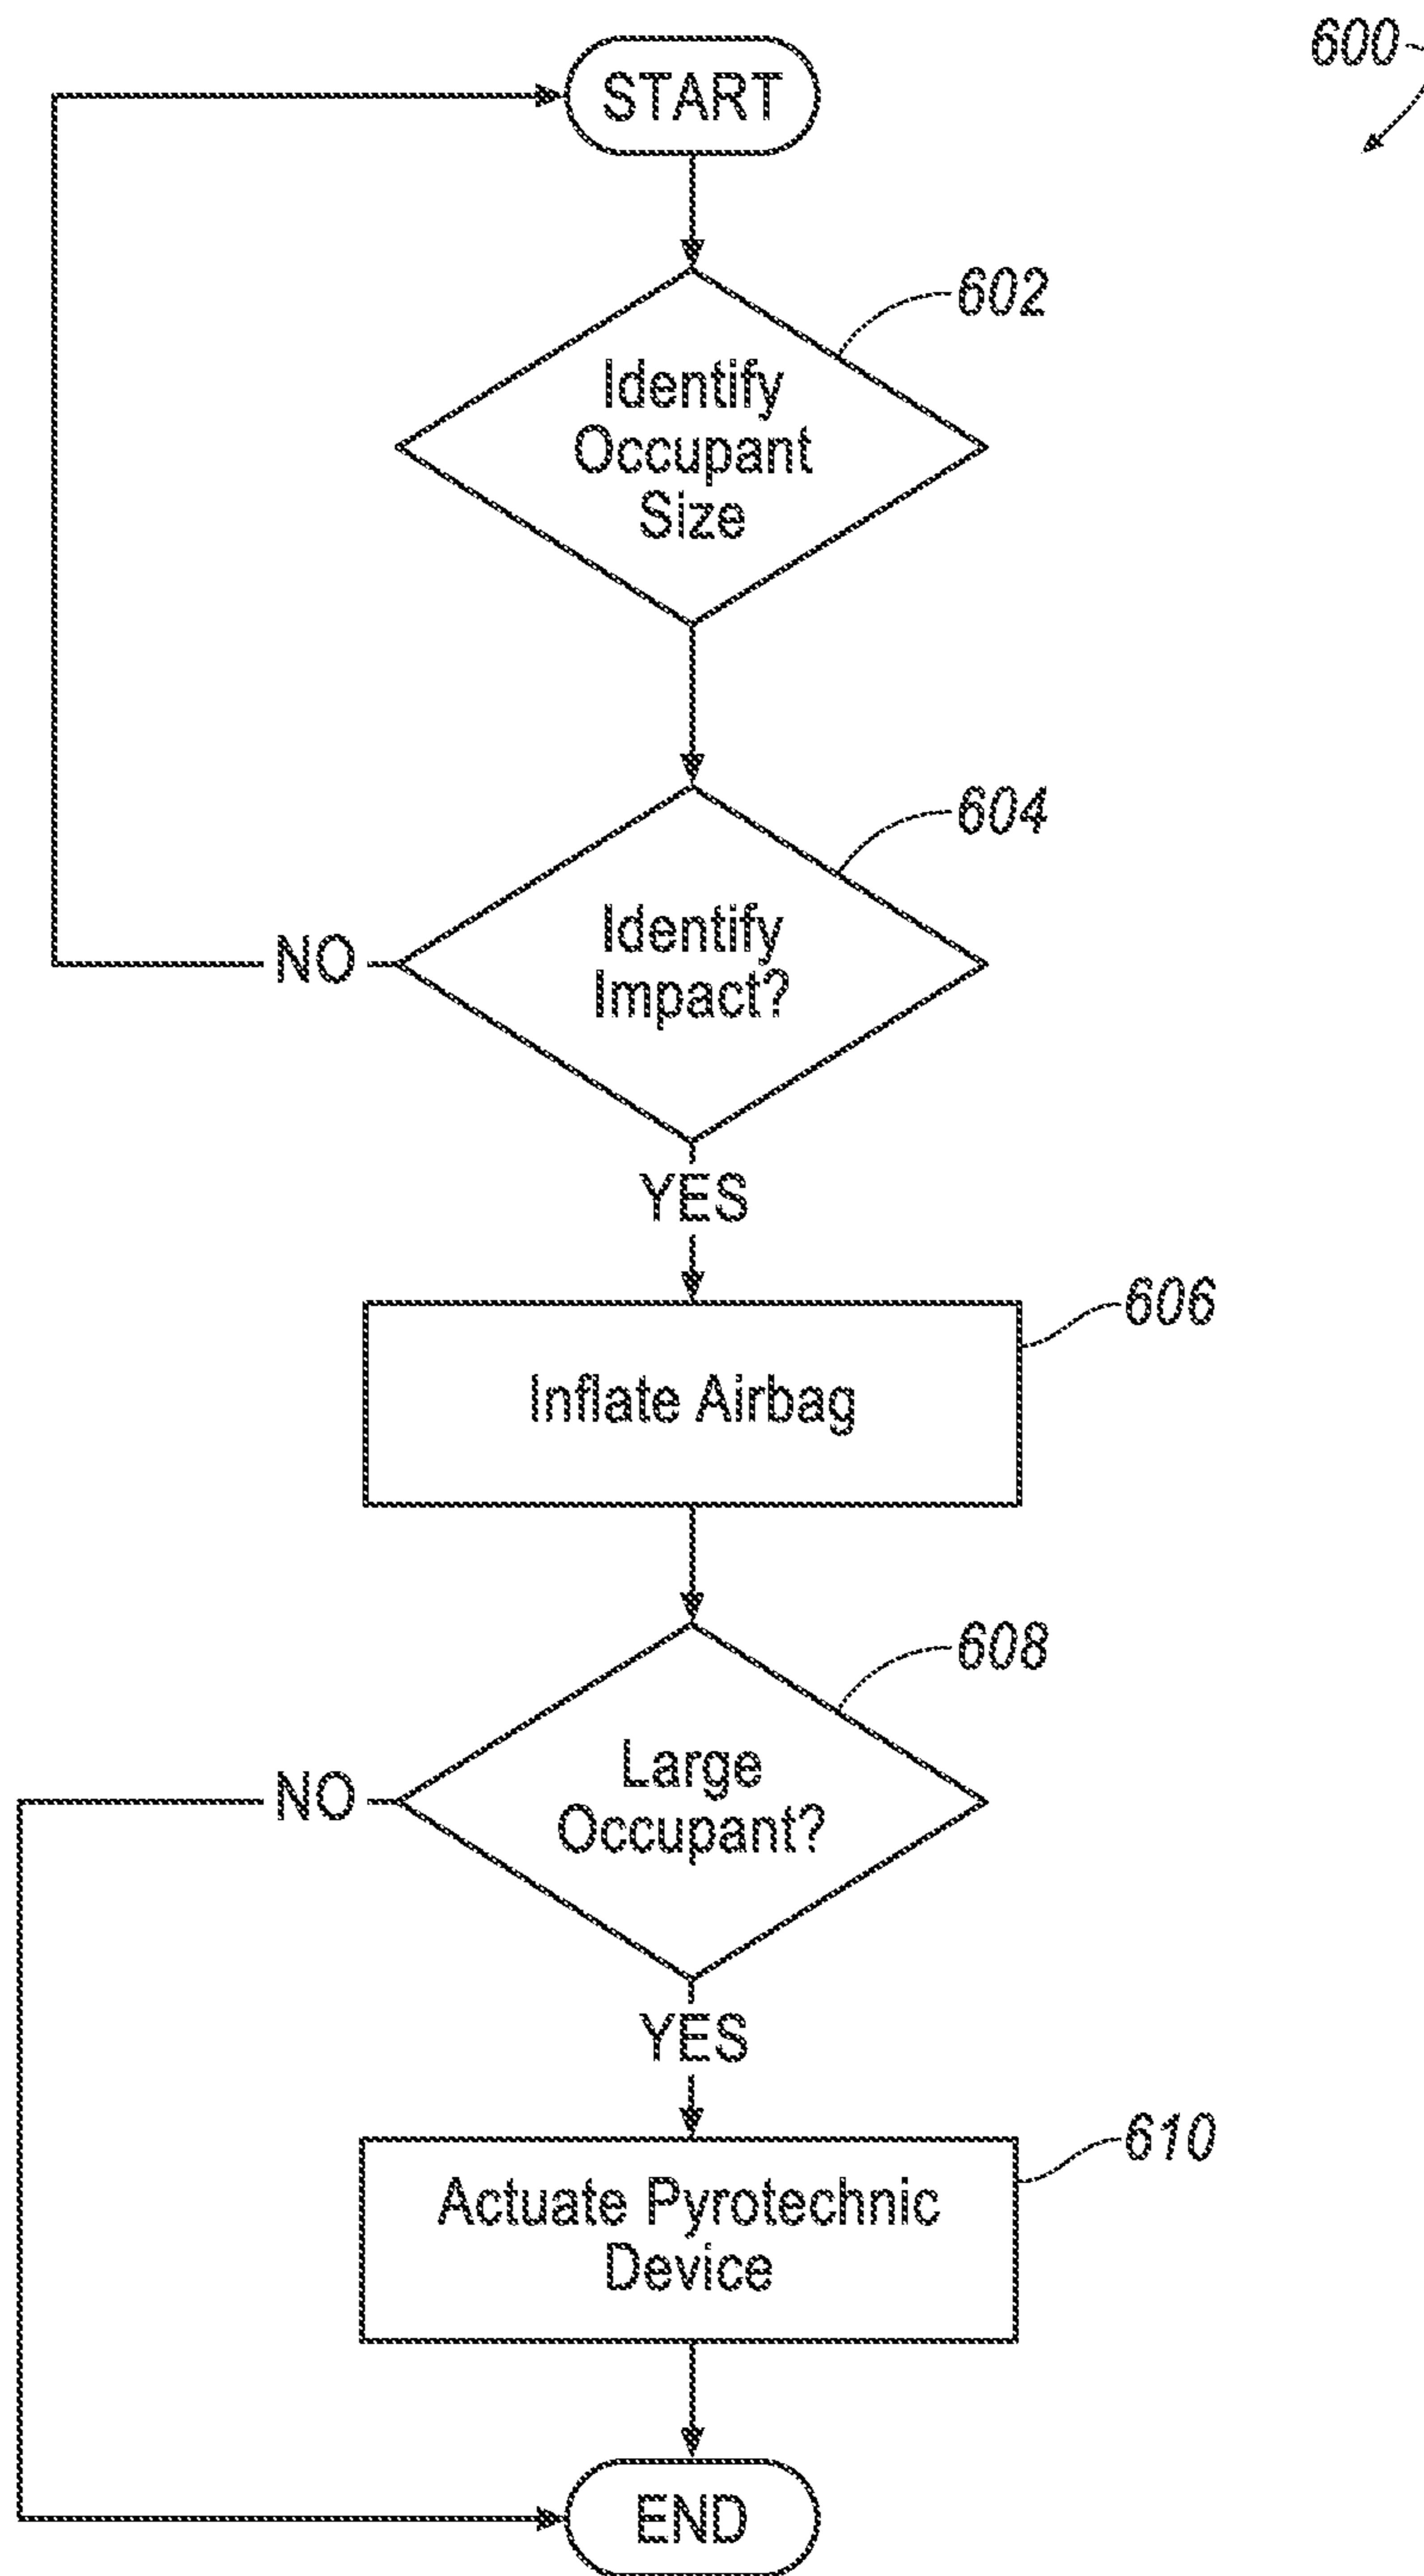 600
START
602
Identify
Occupant
Size
604
Identify
Impact?
NO
YES
606
Inflate Airbag
608
Large
Occupant?
NO
YES
610
Actuate Pyrotechnic
Device
END